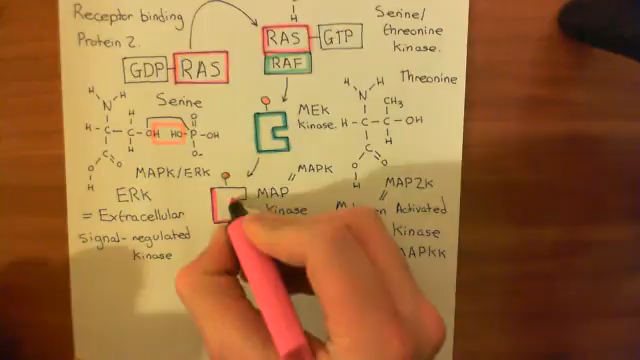 Receptor binding
Protein 2.
GDP RAS
H
RAS GTP
RAF
Serine/
threonine
kinase.
Serine
H H
N
H
H-C-C-OH HO-P-OH
H
O
O-
C
O
O
H
MEK
kinase.
Threonine
H H
N
H CH3
H-C-C-OH
H
C
O
O
H
MAPK/ERK
ERK
= Extracellular
signal-regulated
kinase
MAPK
MAP
kinase
MAP2K
Activated
Kinase